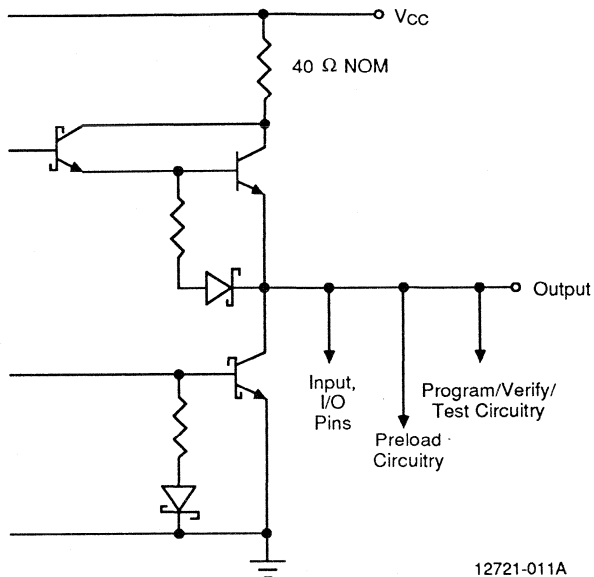 VCC
40 Ω NOM
Output
Input,
I/O
Pins
Program/Verify/
Test Circuitry
Preload
Circuitry
12721-011A